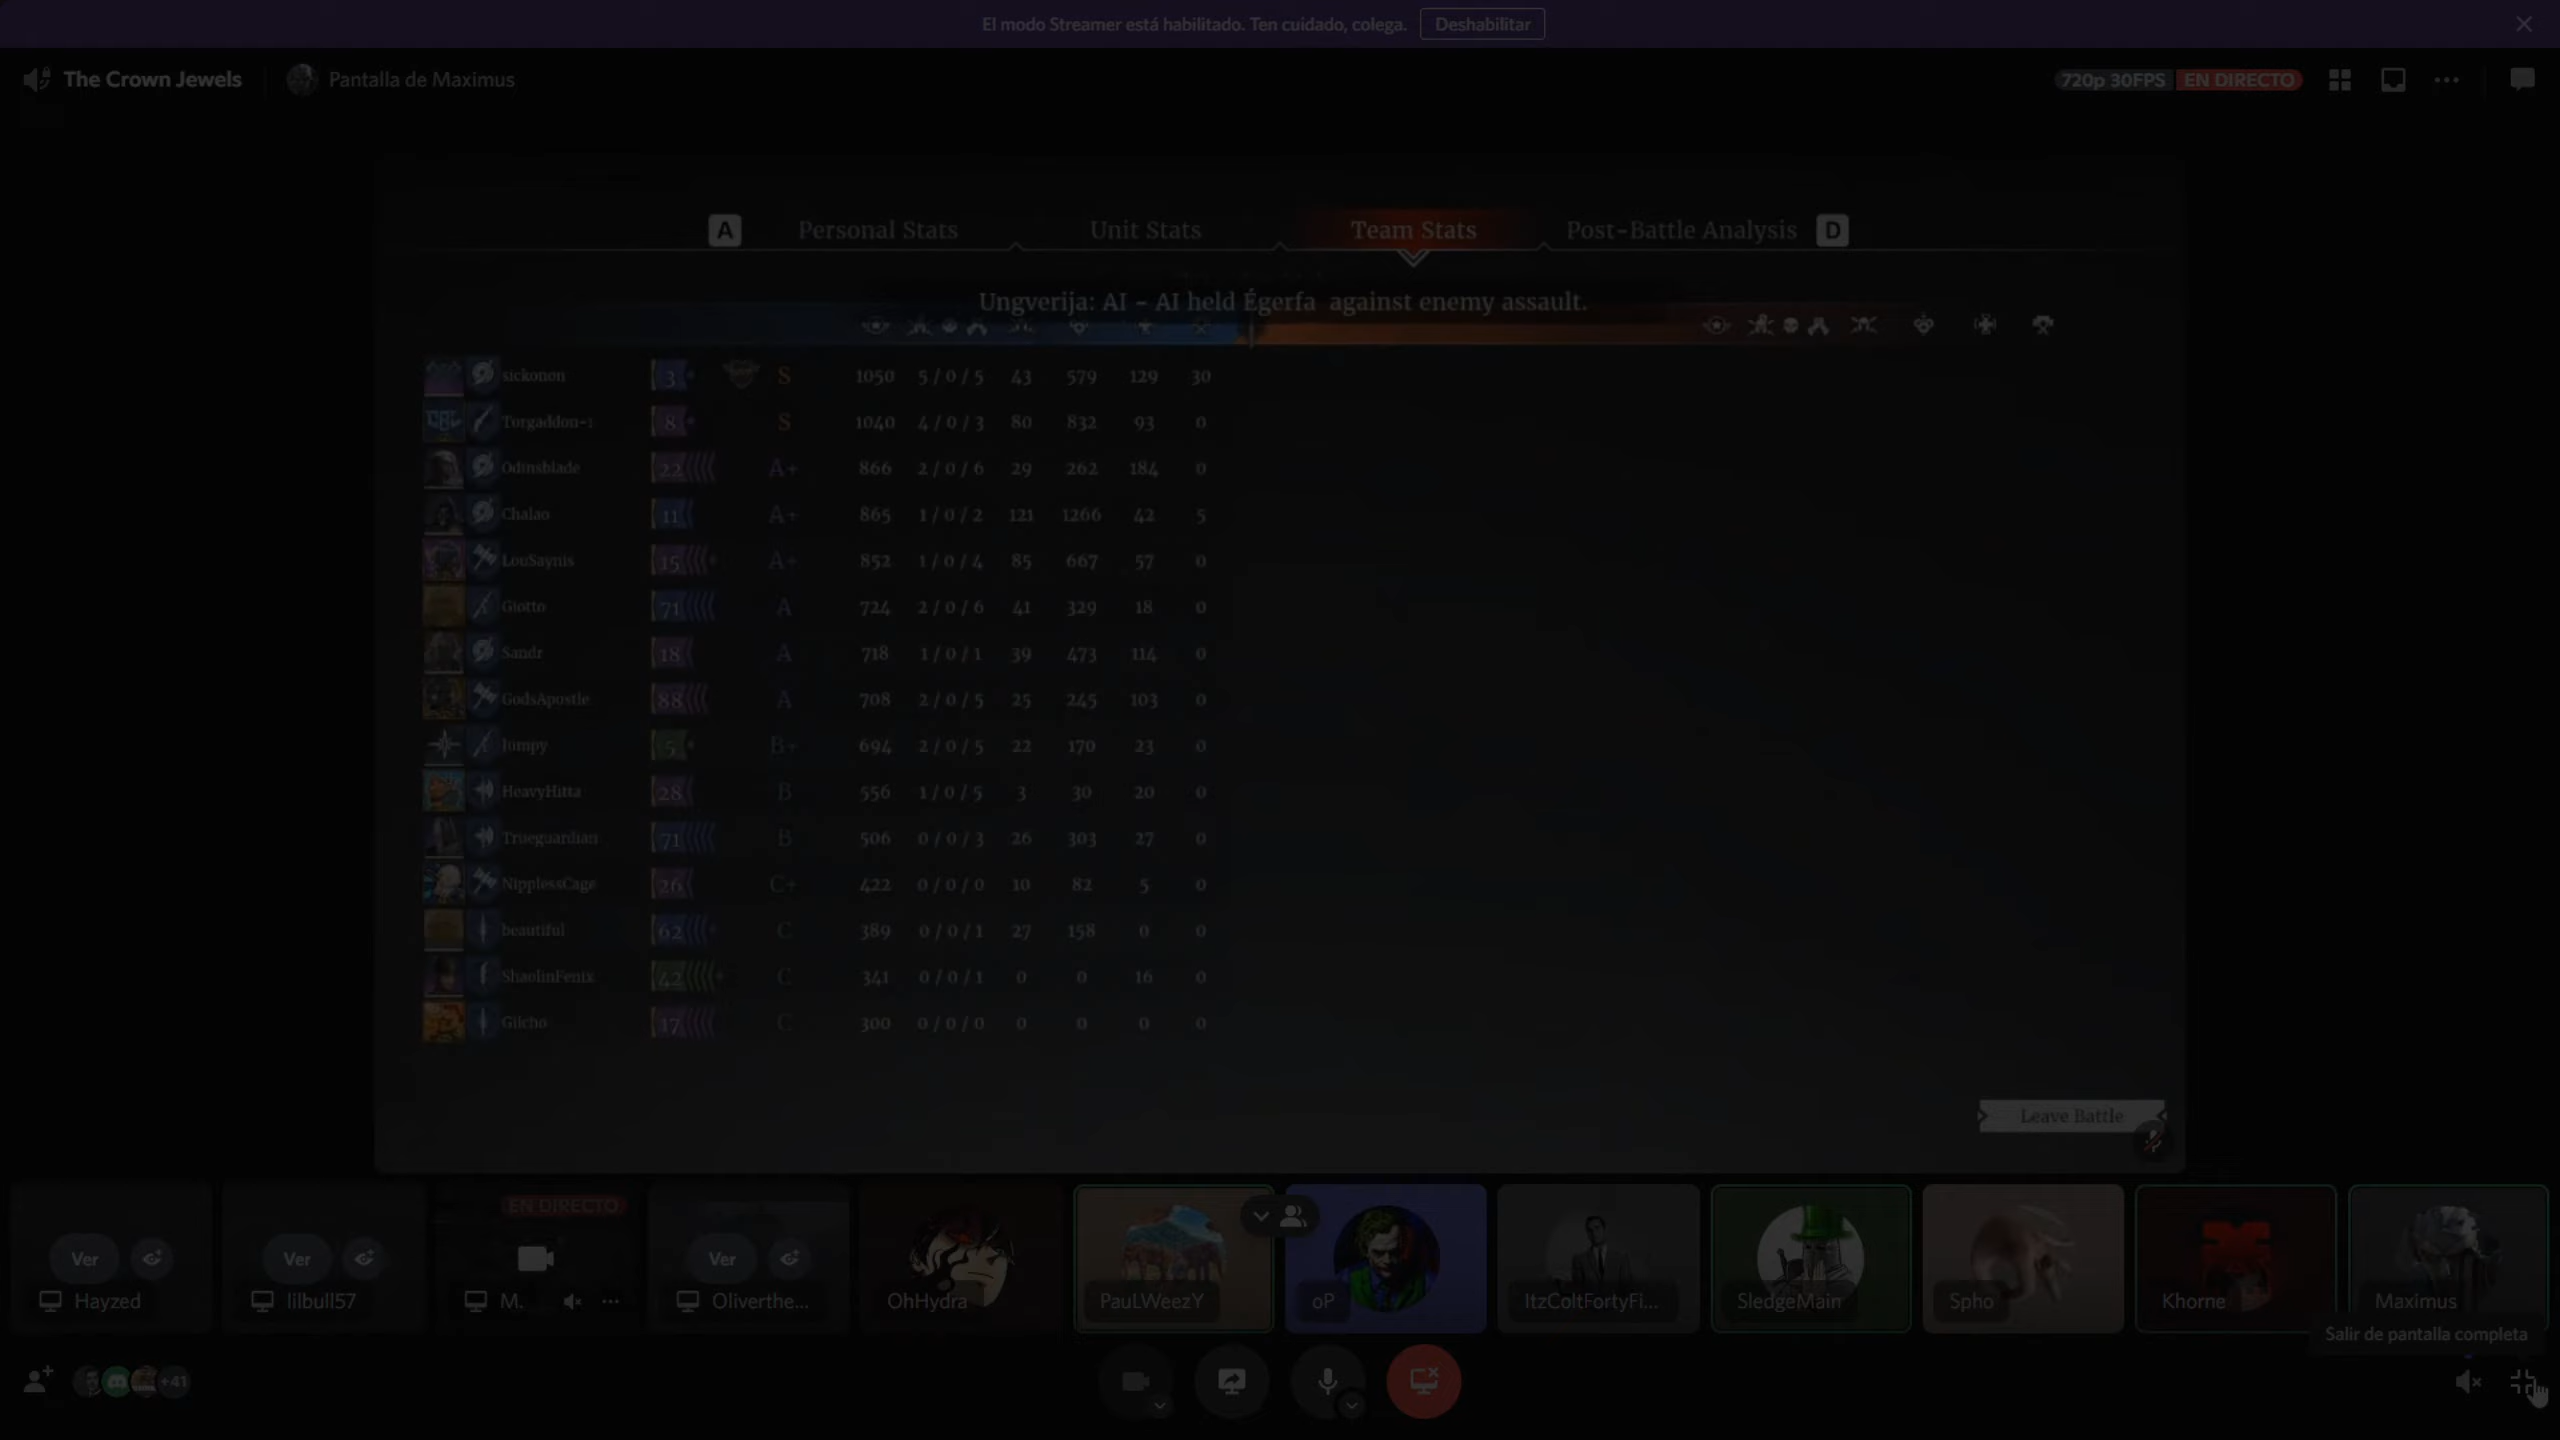 El modo Streamer está habilitado. Ten cuidado, colega. Deshabilitar
The Crown Jewels Pantalla de Maximus 720p 30FPS EN DIRECTO
A Personal Stats Unit Stats Team Stats Post-Battle Analysis D
Ungverija: AI - AI held Égerfa against enemy assault.
sickonon 3 S 1050 5 / 0 / 5 43 579 129 30
8 S 1040 4 / 0 / 3 80 832 93 0
Odinsblade 22 A+ 866 2 / 0 / 6 29 262 184 0
Chalao 11 A+ 865 1 / 0 / 2 121 1266 42 5
LouSaynis 15 A+ 852 1 / 0 / 4 85 667 57 0
Giotto 71 A 724 2 / 0 / 6 41 329 18 0
Sandr 18 A 718 1 / 0 / 1 39 473 114 0
GodsApostle 88 A 708 2 / 0 / 5 25 245 103 0
5 B+ 694 2 / 0 / 5 22 170 23 0
HeavyHitta 28 B 556 1 / 0 / 5 3 30 20 0
Trueguardian 71 B 506 0 / 0 / 3 26 303 27 0
NipplessCage 26 C+ 422 0 / 0 / 0 10 82 5 0
beautiful 62 C 389 0 / 0 / 1 27 158 0 0
ShaolinFenix 42 C 341 0 / 0 / 1 0 0 16 0
Gilcho 17 C 300 0 / 0 / 0 0 0 0 0
Leave Battle
EN DIRECTO
Ver Ver Ver
Hayzed lilbull57 M. ... Oliverthe... OhHydra PauLWeezY oP ItzColtFortyFi... SledgeMain Spho Khorne Maximus
Salir de pantalla completa
+41